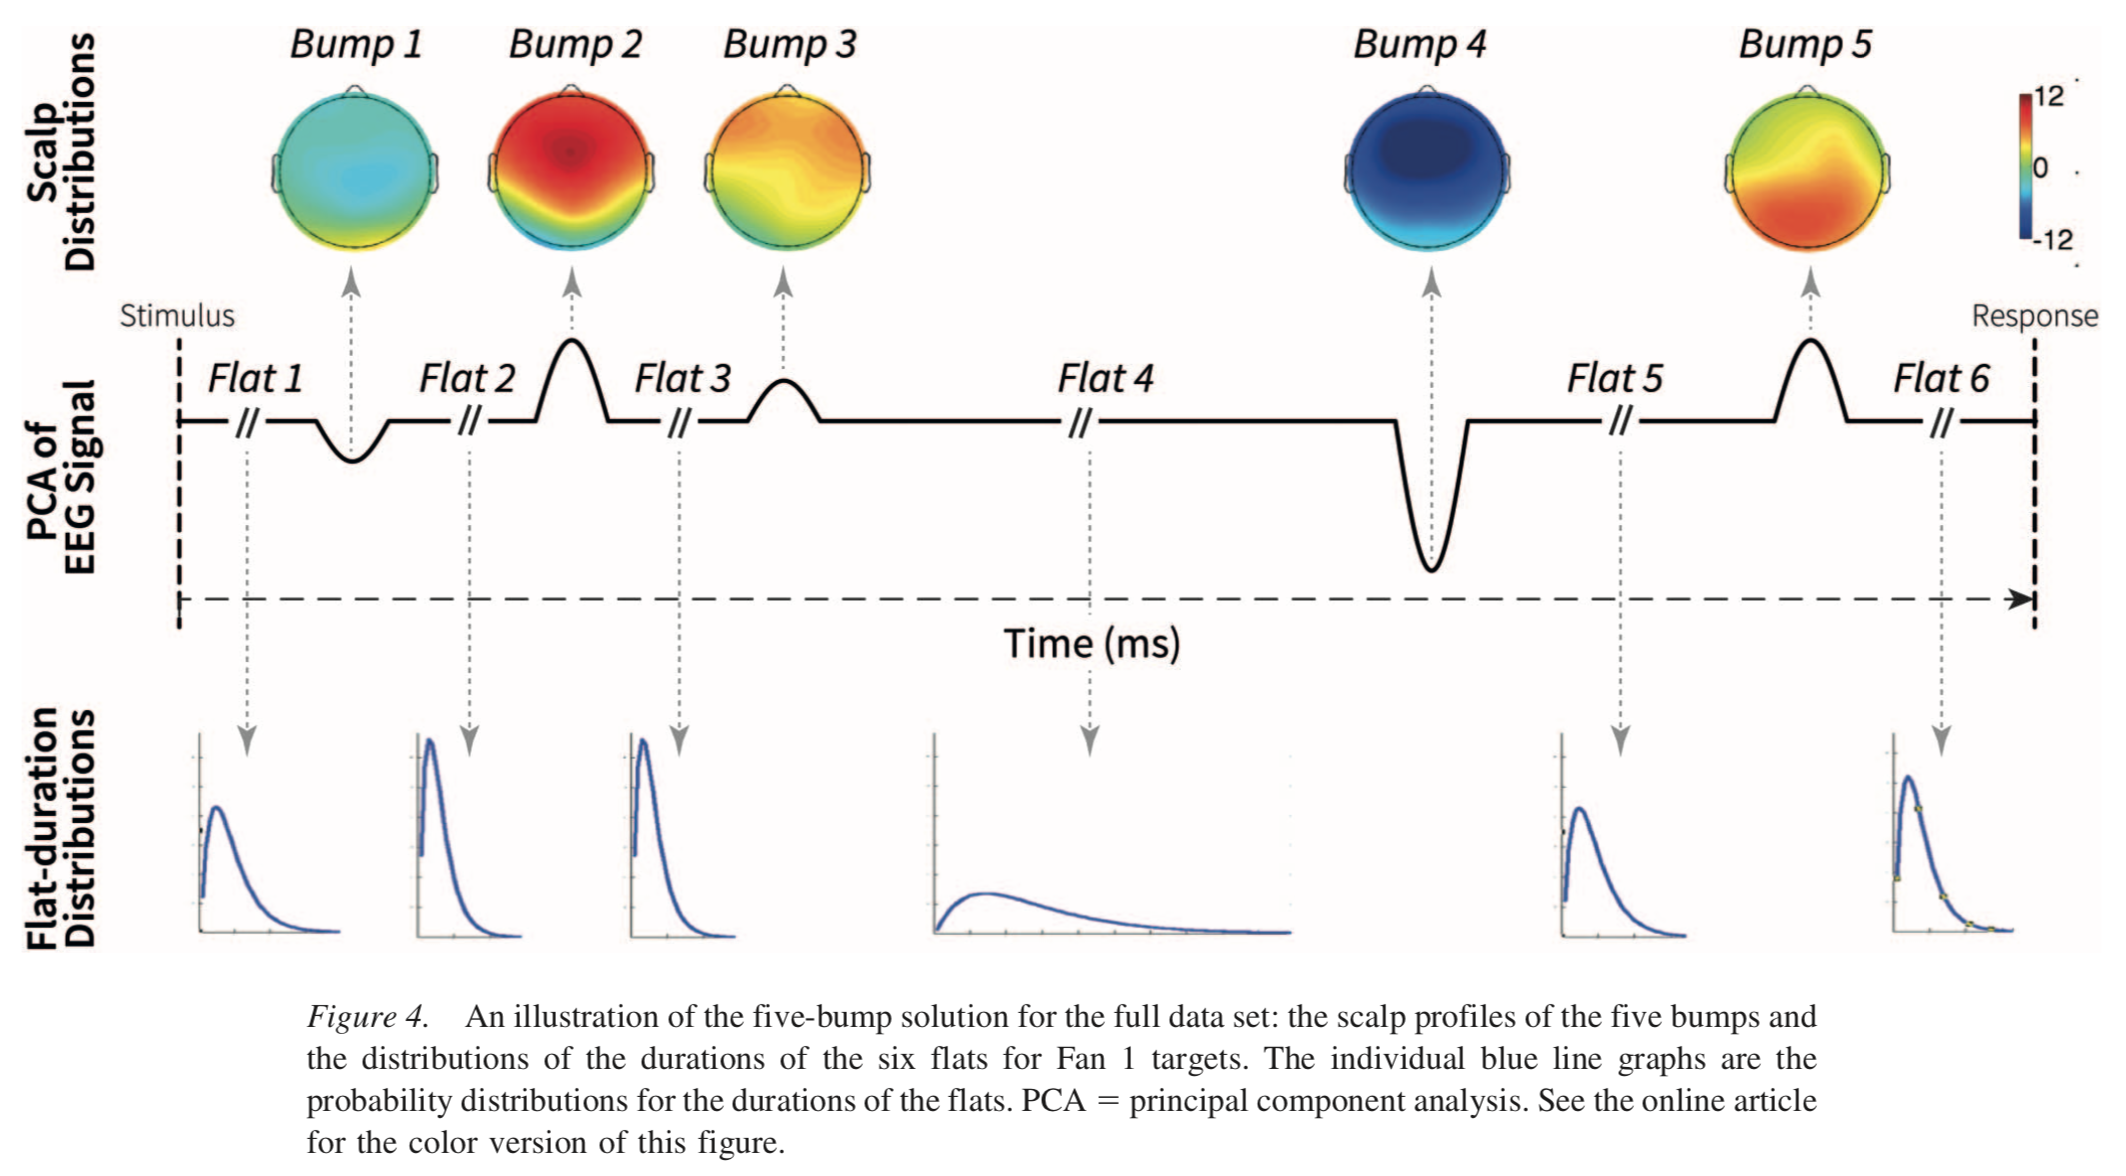 Bump 1 Bump 2 Bump 3 Bump 4 Bump 5
Scalp
Distributions
12
0
-12
Stimulus
Response
Flat 1 Flat 2 Flat 3 Flat 4 Flat 5 Flat 6
PCA of
EEG Signal
Time (ms)
Flat-duration
Distributions
Figure 4. An illustration of the five-bump solution for the full data set: the scalp profiles of the five bumps and
the distributions of the durations of the six flats for Fan 1 targets. The individual blue line graphs are the
probability distributions for the durations of the flats. PCA = principal component analysis. See the online article
for the color version of this figure.